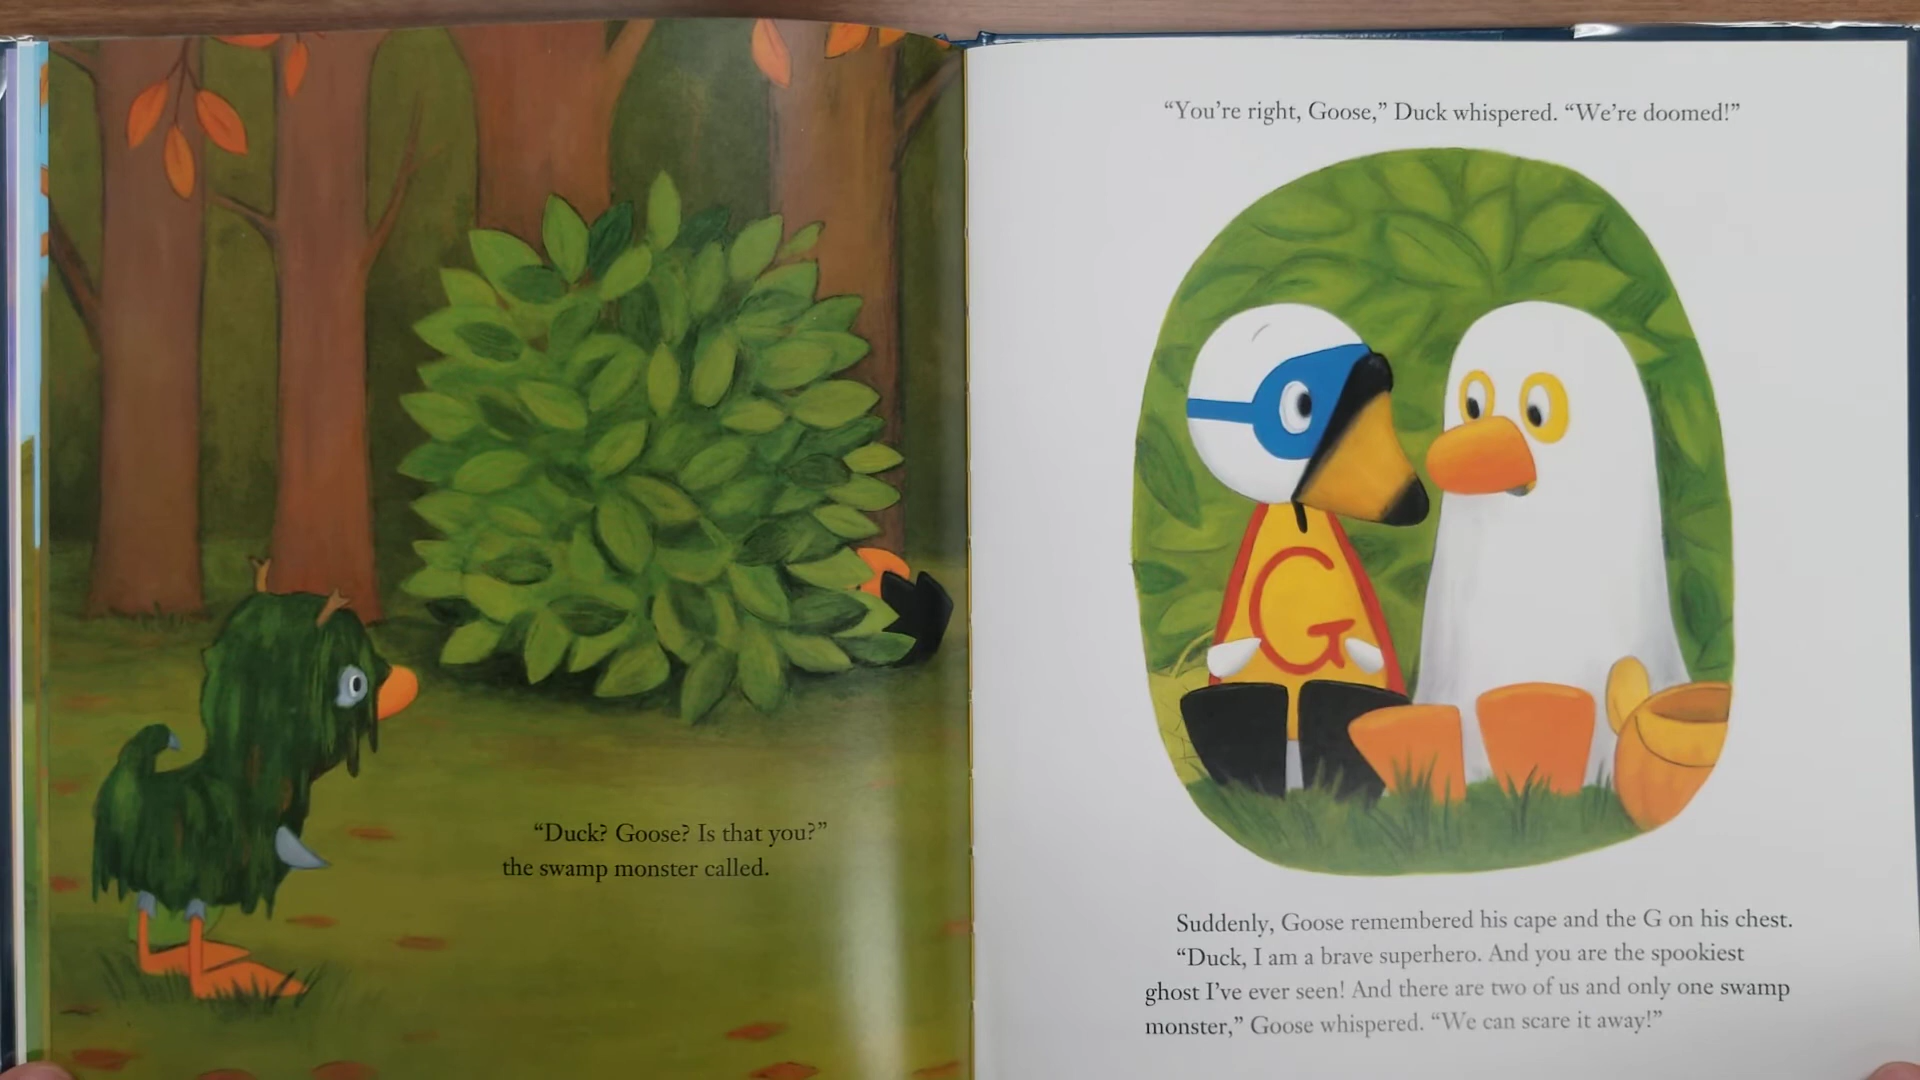 “Duck? Goose? Is that you?”
the swamp monster called.
“You’re right, Goose,” Duck whispered. “We’re doomed!”
G
Suddenly, Goose remembered his cape and the G on his chest.
“Duck, I am a brave superhero. And you are the spookiest
ghost I’ve ever seen! And there are two of us and only one swamp
monster,” Goose whispered. “We can scare it away!”